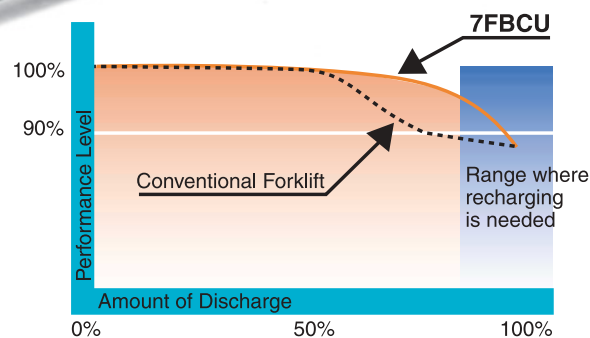 7FBCU
100%
90%
Performance Level
Conventional Forklift
Range where
recharging
is needed
Amount of Discharge
0%
50%
100%